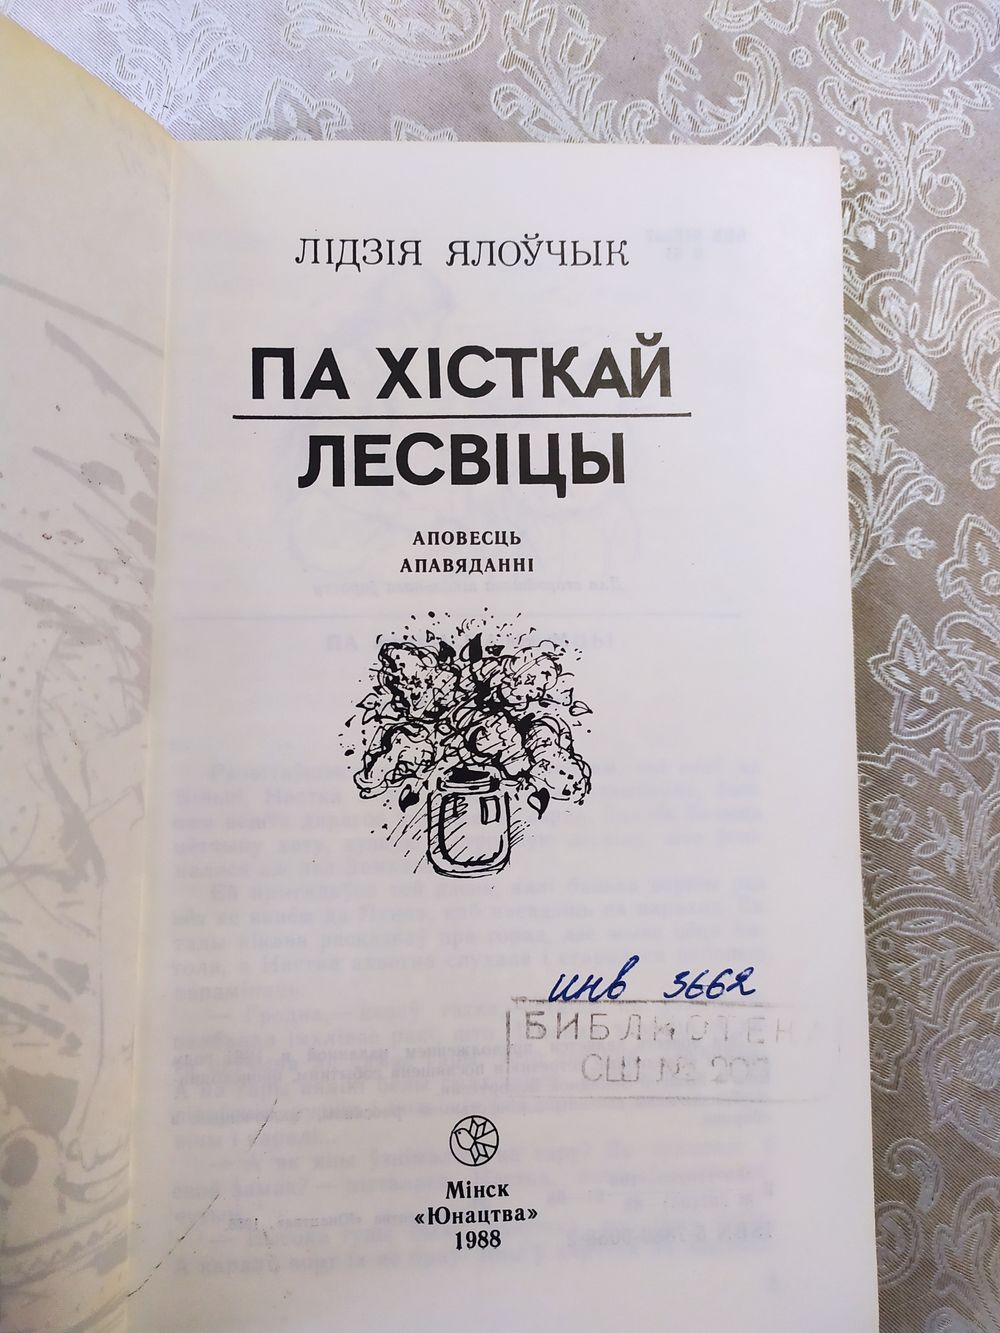 ЛІДЗІЯ ЯЛОЎЧЫК
ПА ХІСТКАЙ
ЛЕСВІЦЫ
АПОВЕСЦЬ
АПАВЯДАННІ
инв 3662
БИБЛИОТЕКА
СШ № 203
Мінск
«Юнацтва»
1988